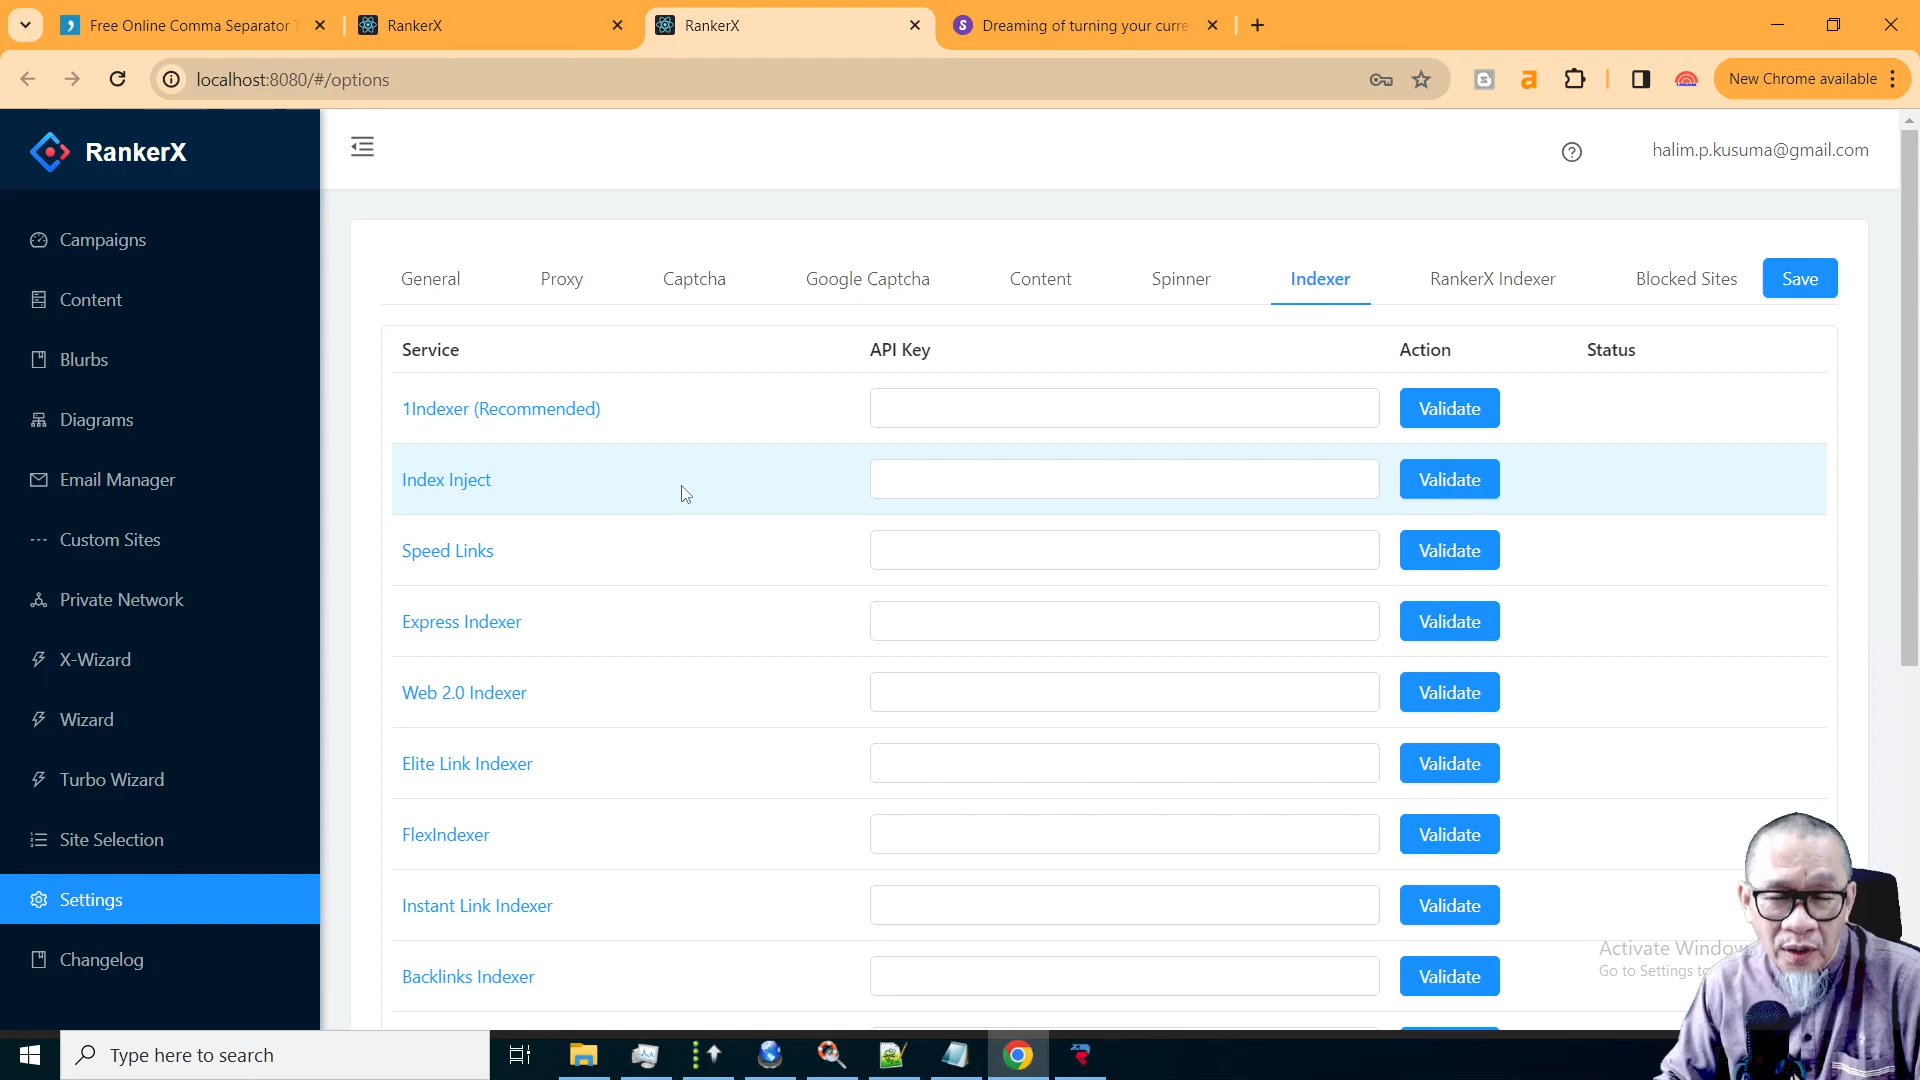 Free Online Comma Separator T
RankerX
RankerX
Dreaming of turning your curre
localhost:8080/#/options
New Chrome available
RankerX
halim.p.kusuma@gmail.com
Campaigns
Content
Blurbs
Diagrams
Email Manager
Custom Sites
Private Network
X-Wizard
Wizard
Turbo Wizard
Site Selection
Settings
Changelog
General Proxy Captcha Google Captcha Content Spinner Indexer RankerX Indexer Blocked Sites Save
Service API Key Action Status
1Indexer (Recommended) Validate
Index Inject Validate
Speed Links Validate
Express Indexer Validate
Web 2.0 Indexer Validate
Elite Link Indexer Validate
FlexIndexer Validate
Instant Link Indexer Validate
Backlinks Indexer Validate
Activate Window
Go to Settings to
Type here to search